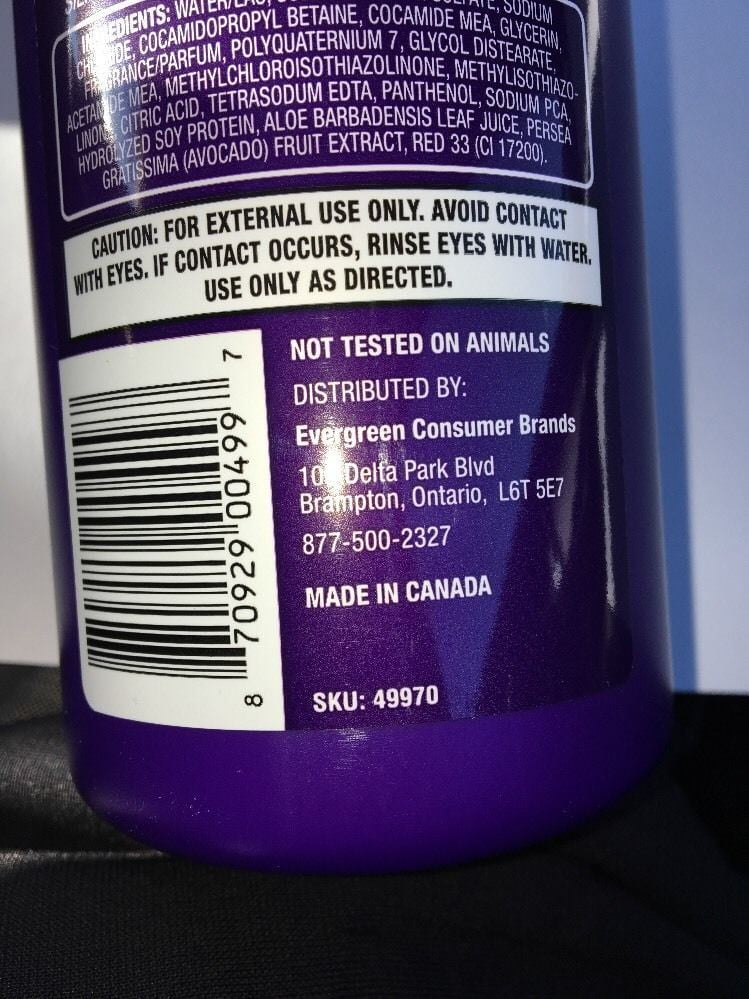 INGREDIENTS: WATER/EAU, SODIUM
COCAMIDOPROPYL BETAINE, COCAMIDE MEA, GLYCERIN,
FRAGRANCE/PARFUM, POLYQUATERNIUM 7, GLYCOL DISTEARATE,
ACETAMIDE MEA, METHYLCHLOROISOTHIAZOLINONE, METHYLISOTHIAZO-
LINONE, CITRIC ACID, TETRASODUM EDTA, PANTHENOL, SODIUM PCA,
HYDROLYZED SOY PROTEIN, ALOE BARBADENSIS LEAF JUICE, PERSEA
GRATISSIMA (AVOCADO) FRUIT EXTRACT, RED 33 (CI 17200).
CAUTION: FOR EXTERNAL USE ONLY. AVOID CONTACT
WITH EYES. IF CONTACT OCCURS, RINSE EYES WITH WATER.
USE ONLY AS DIRECTED.
8 70929 00499 7
NOT TESTED ON ANIMALS
DISTRIBUTED BY:
Evergreen Consumer Brands
Delta Park Blvd
Brampton, Ontario, L6T 5E7
877-500-2327
MADE IN CANADA
SKU: 49970